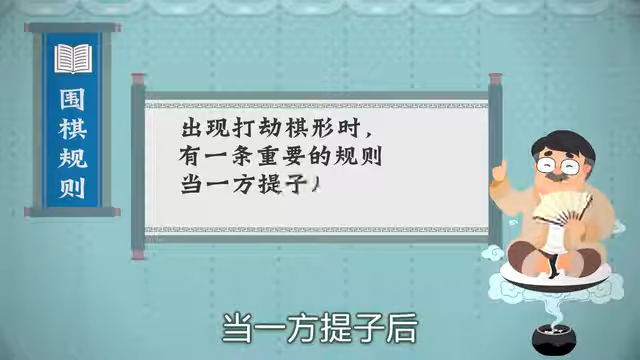 围棋规则
出现打劫棋形时,
有一条重要的规则
当一方提子
当一方提子后